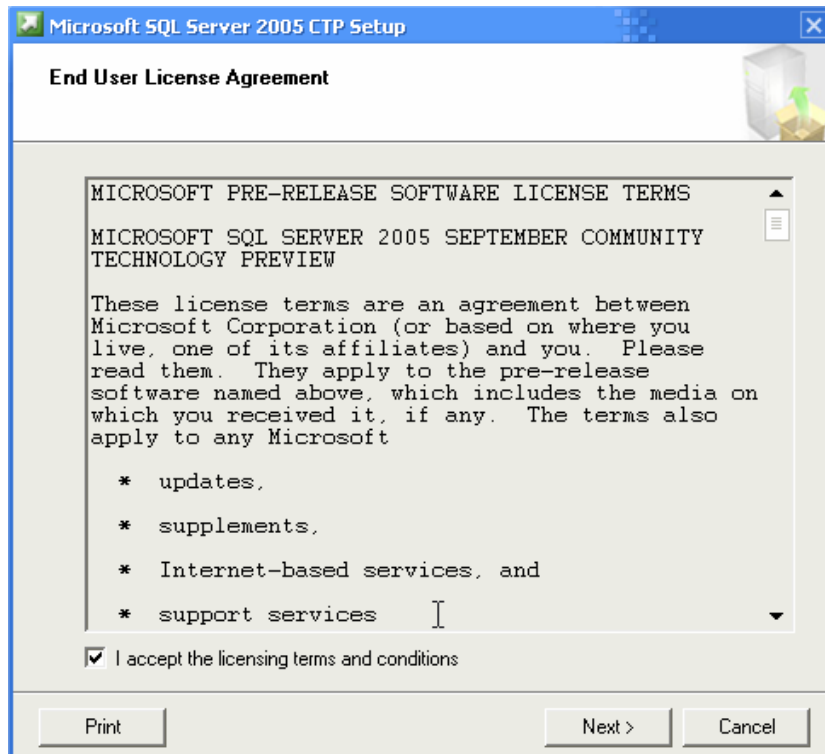 Microsoft SQL Server 2005 CTP Setup
End User License Agreement
MICROSOFT PRE-RELEASE SOFTWARE LICENSE TERMS
MICROSOFT SQL SERVER 2005 SEPTEMBER COMMUNITY
TECHNOLOGY PREVIEW
These license terms are an agreement between
Microsoft Corporation (or based on where you
live, one of its affiliates) and you.  Please
read them.  They apply to the pre-release
software named above, which includes the media on
which you received it, if any.  The terms also
apply to any Microsoft
* updates,
* supplements,
* Internet-based services, and
* support services
I accept the licensing terms and conditions
Print
Next >
Cancel